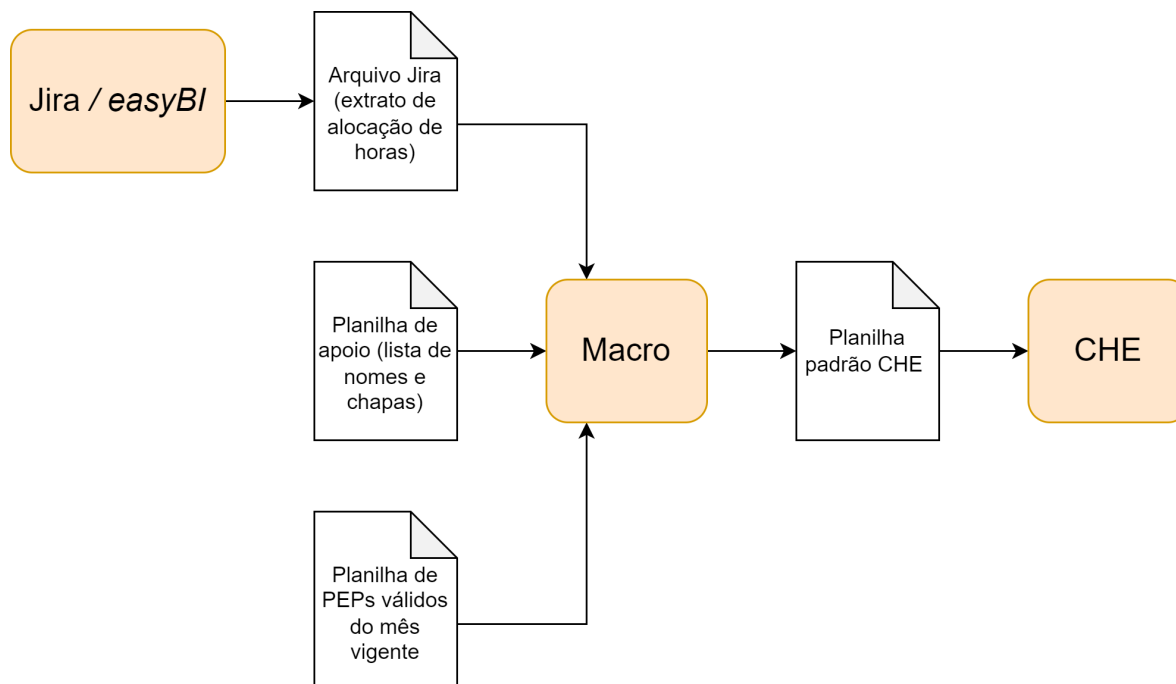 Jira / easyBI
Arquivo Jira
(extrato de
alocação de
horas)
Planilha de
apoio (lista de
nomes e
chapas)
Macro
Planilha
padrão CHE
CHE
Planilha de
PEPs válidos
do mês
vigente